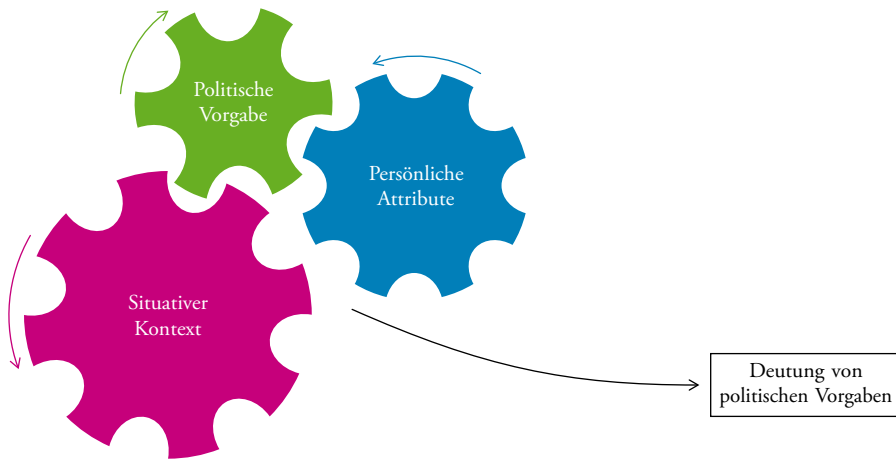 Politische
Vorgabe
Persönliche
Attribute
Situativer
Kontext
Deutung von
politischen Vorgaben